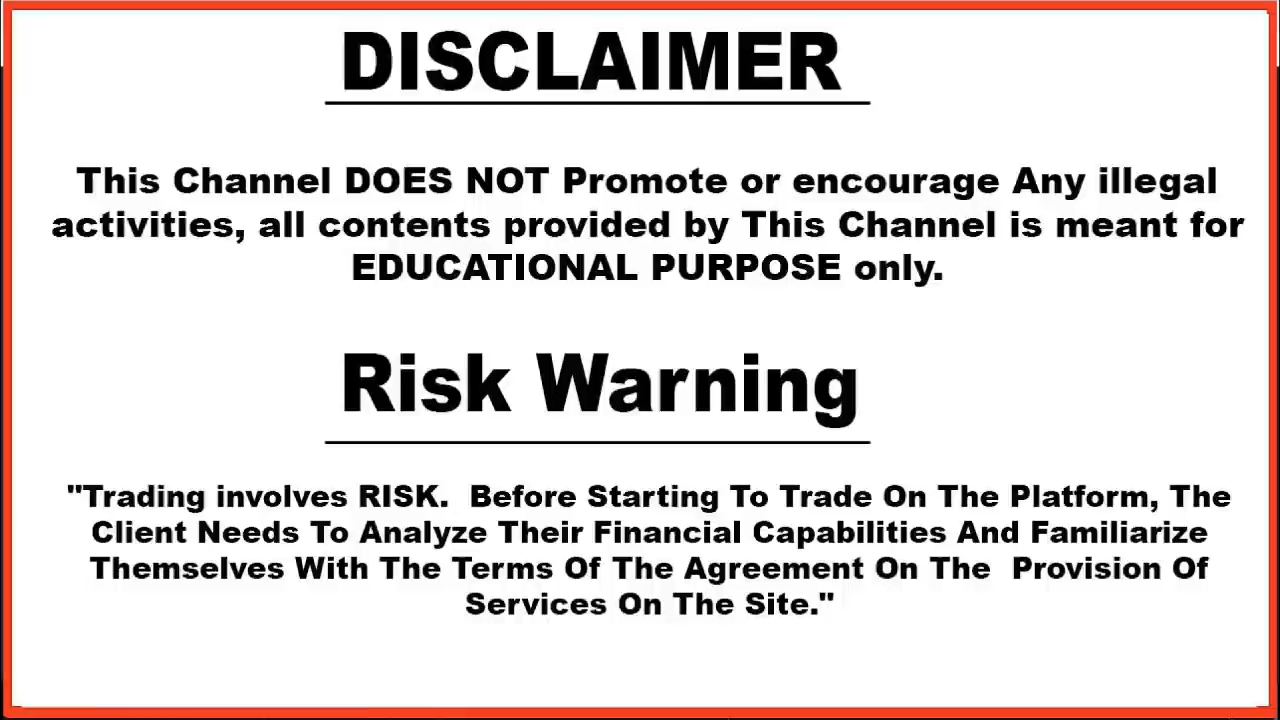 DISCLAIMER
This Channel DOES NOT Promote or encourage Any illegal
activities, all contents provided by This Channel is meant for
EDUCATIONAL PURPOSE only.
Risk Warning
"Trading involves RISK.  Before Starting To Trade On The Platform, The
Client Needs To Analyze Their Financial Capabilities And Familiarize
Themselves With The Terms Of The Agreement On The  Provision Of
Services On The Site."